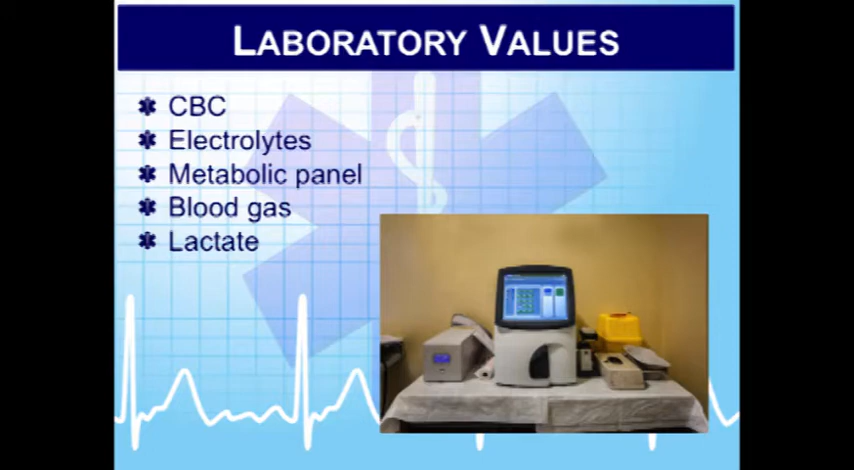 LABORATORY VALUES
CBC
Electrolytes
Metabolic panel
Blood gas
Lactate